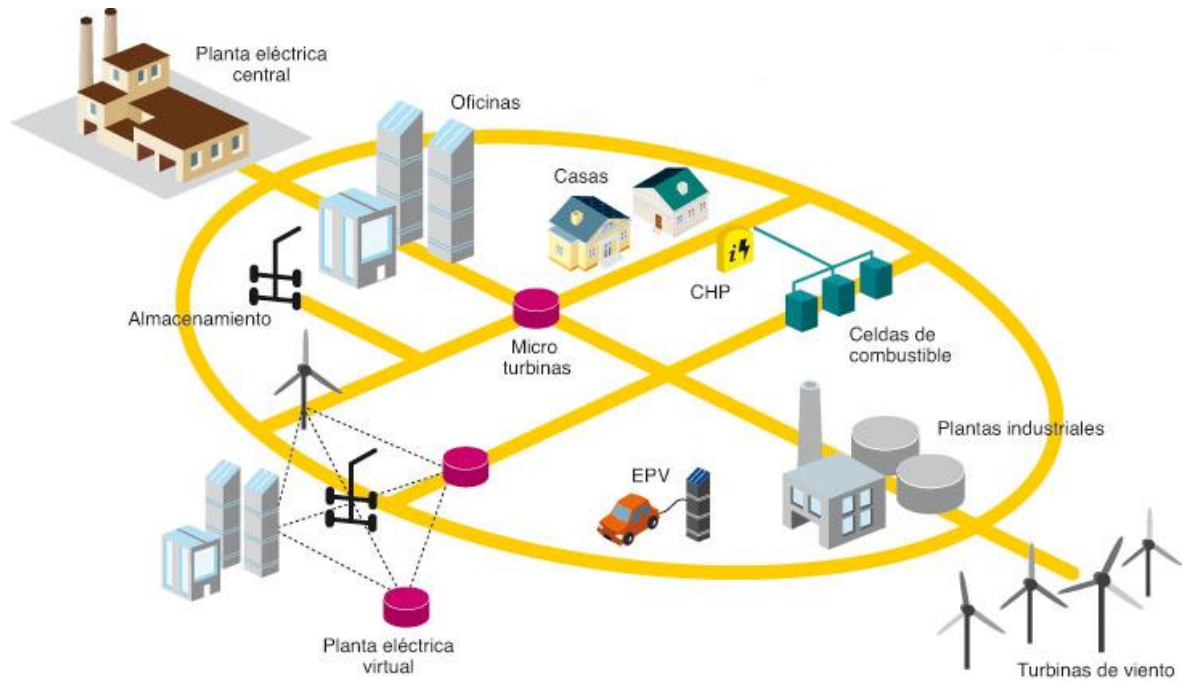 Planta eléctrica
central
Oficinas
Casas
CHP
Almacenamiento
Micro
turbinas
Celdas de
combustible
Plantas industriales
EPV
Planta eléctrica
virtual
Turbinas de viento